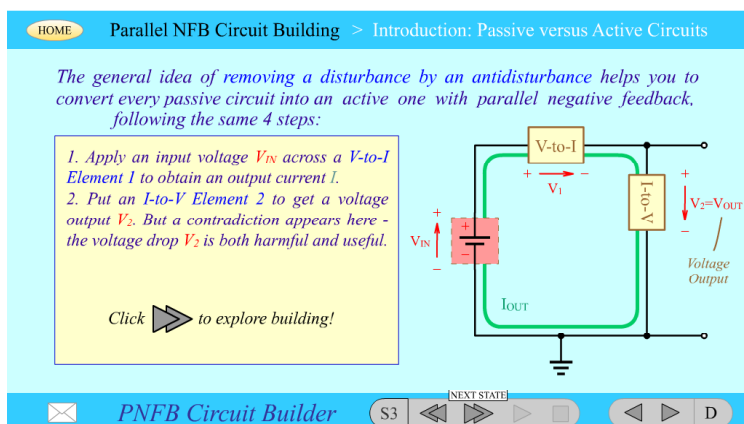 HOME
Parallel NFB Circuit Building > Introduction: Passive versus Active Circuits
The general idea of removing a disturbance by an antidisturbance helps you to
convert every passive circuit into an active one with parallel negative feedback,
following the same 4 steps:
1. Apply an input voltage VIN across a V-to-I
Element 1 to obtain an output current I.
2. Put an I-to-V Element 2 to get a voltage
output V2. But a contradiction appears here -
the voltage drop V2 is both harmful and useful.
Click to explore building!
V-to-I
+ −
V1
I-to-V
+
V2=VOUT
−
Voltage
Output
+
VIN
−
+
−
IOUT
PNFB Circuit Builder
S3
NEXT STATE
D